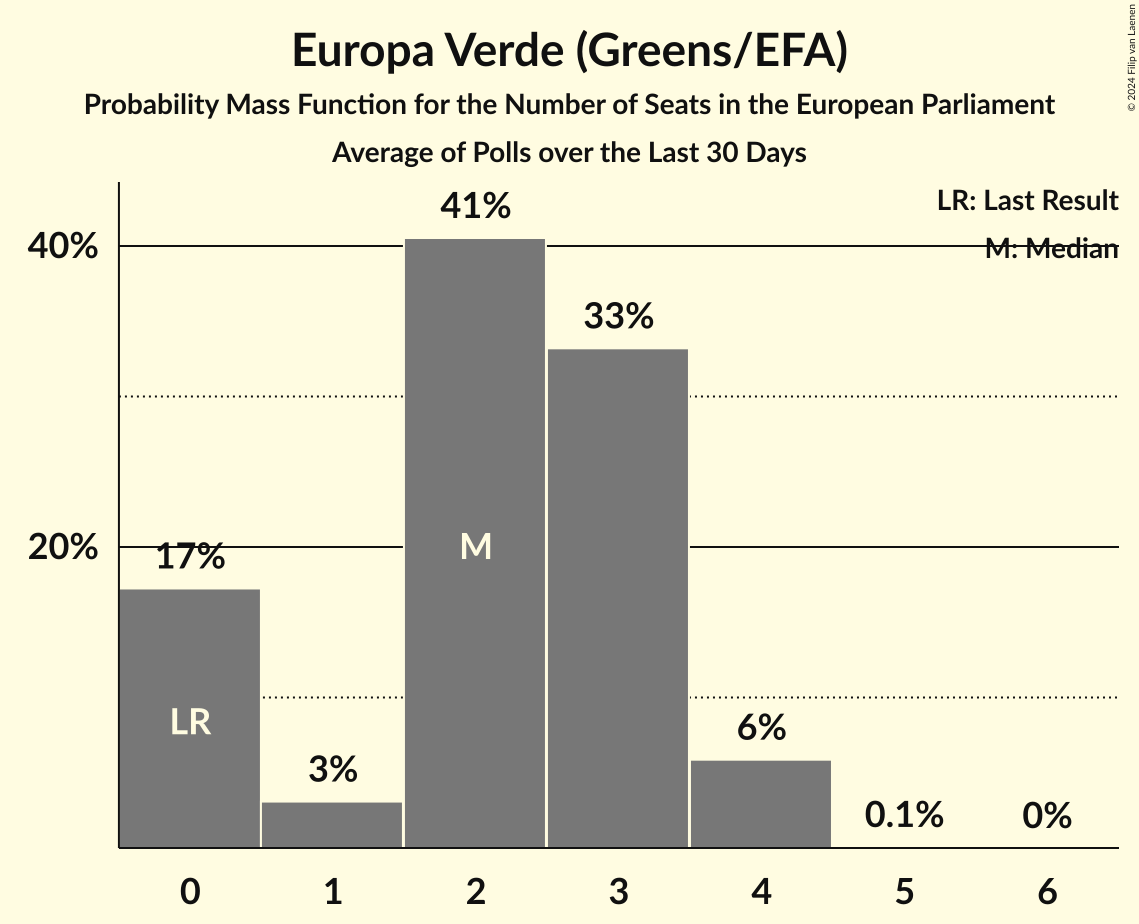 Europa Verde (Greens/EFA)
Probability Mass Function for the Number of Seats in the European Parliament
Average of Polls over the Last 30 Days
© 2024 Filip van Laenen
LR: Last Result
M: Median
40%
20%
17%
3%
41%
33%
6%
0.1%
0%
LR
M
0 1 2 3 4 5 6